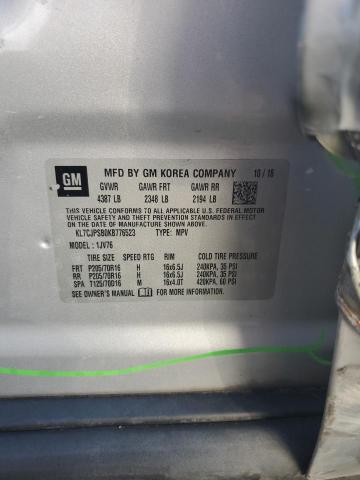 GM
MFD BY GM KOREA COMPANY 10/18
GVWR GAWR FRT GAWR RR
4387 LB 2348 LB 2194 LB
THIS VEHICLE CONFORMS TO ALL APPLICABLE U.S. FEDERAL MOTOR
VEHICLE SAFETY AND THEFT PREVENTION STANDARDS IN EFFECT ON
THE DATE OF MANUFACTURE SHOWN ABOVE.
KL7CJPSB0KB776523 TYPE: MPV
MODEL: 1JV76
TIRE SIZE SPEED RTG RIM COLD TIRE PRESSURE
FRT P205/70R16 H 16x6.5J 240KPA, 35 PSI
RR P205/70R16 H 16x6.5J 240KPA, 35 PSI
SPA T125/70D16 M 16x4.0T 420KPA, 60 PSI
SEE OWNER'S MANUAL FOR ADDITIONAL INFORMATION